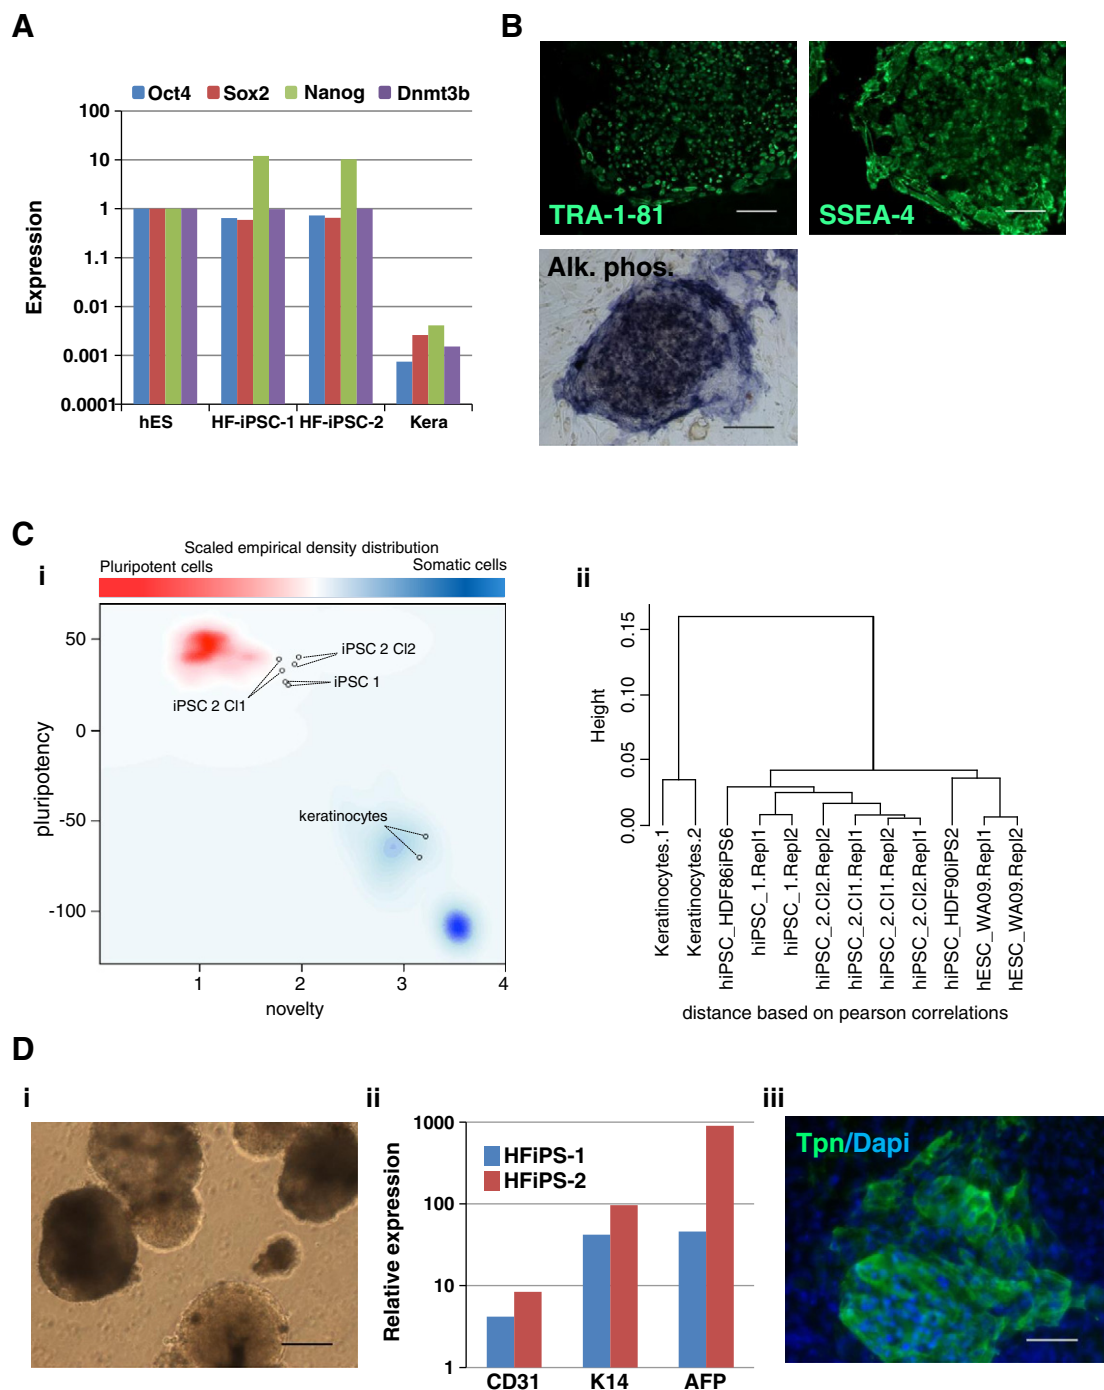 A
Oct4 Sox2 Nanog Dnmt3b
Expression
100
10
1
1.1
0.01
0.001
0.0001
hES HF-iPSC-1 HF-iPSC-2 Kera
B
TRA-1-81
SSEA-4
Alk. phos.
C
i
Scaled empirical density distribution
Pluripotent cells Somatic cells
pluripotency
50
0
-50
-100
iPSC 2 Cl2
iPSC 1
iPSC 2 Cl1
keratinocytes
1 2 3 4
novelty
ii
Height
0.15
0.10
0.05
0.00
Keratinocytes.1
Keratinocytes.2
hiPSC_HDF86iPS6
hiPSC_1.Repl1
hiPSC_1.Repl2
hiPSC_2.Cl2.Repl2
hiPSC_2.Cl1.Repl1
hiPSC_2.Cl1.Repl2
hiPSC_2.Cl2.Repl1
hiPSC_HDF90iPS2
hESC_WA09.Repl1
hESC_WA09.Repl2
distance based on pearson correlations
D
i
ii
Relative expression
1000
100
10
1
HFiPS-1
HFiPS-2
CD31 K14 AFP
iii
Tpn/Dapi